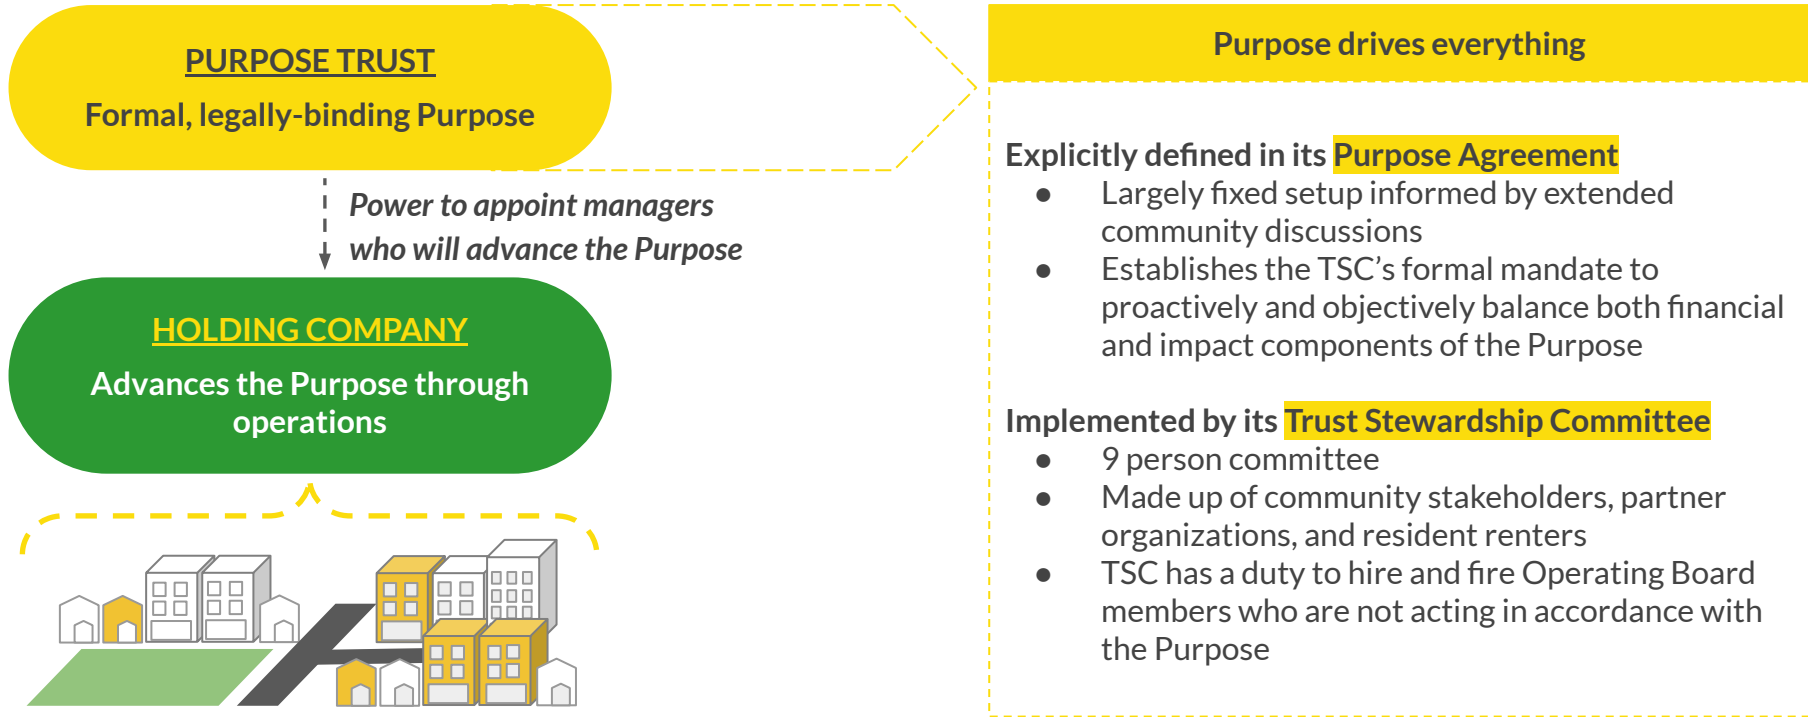 PURPOSE TRUST
Formal, legally-binding Purpose
Power to appoint managers
who will advance the Purpose
HOLDING COMPANY
Advances the Purpose through
operations
Purpose drives everything
Explicitly defined in its Purpose Agreement
● Largely fixed setup informed by extended
community discussions
● Establishes the TSC's formal mandate to
proactively and objectively balance both financial
and impact components of the Purpose
Implemented by its Trust Stewardship Committee
● 9 person committee
● Made up of community stakeholders, partner
organizations, and resident renters
● TSC has a duty to hire and fire Operating Board
members who are not acting in accordance with
the Purpose